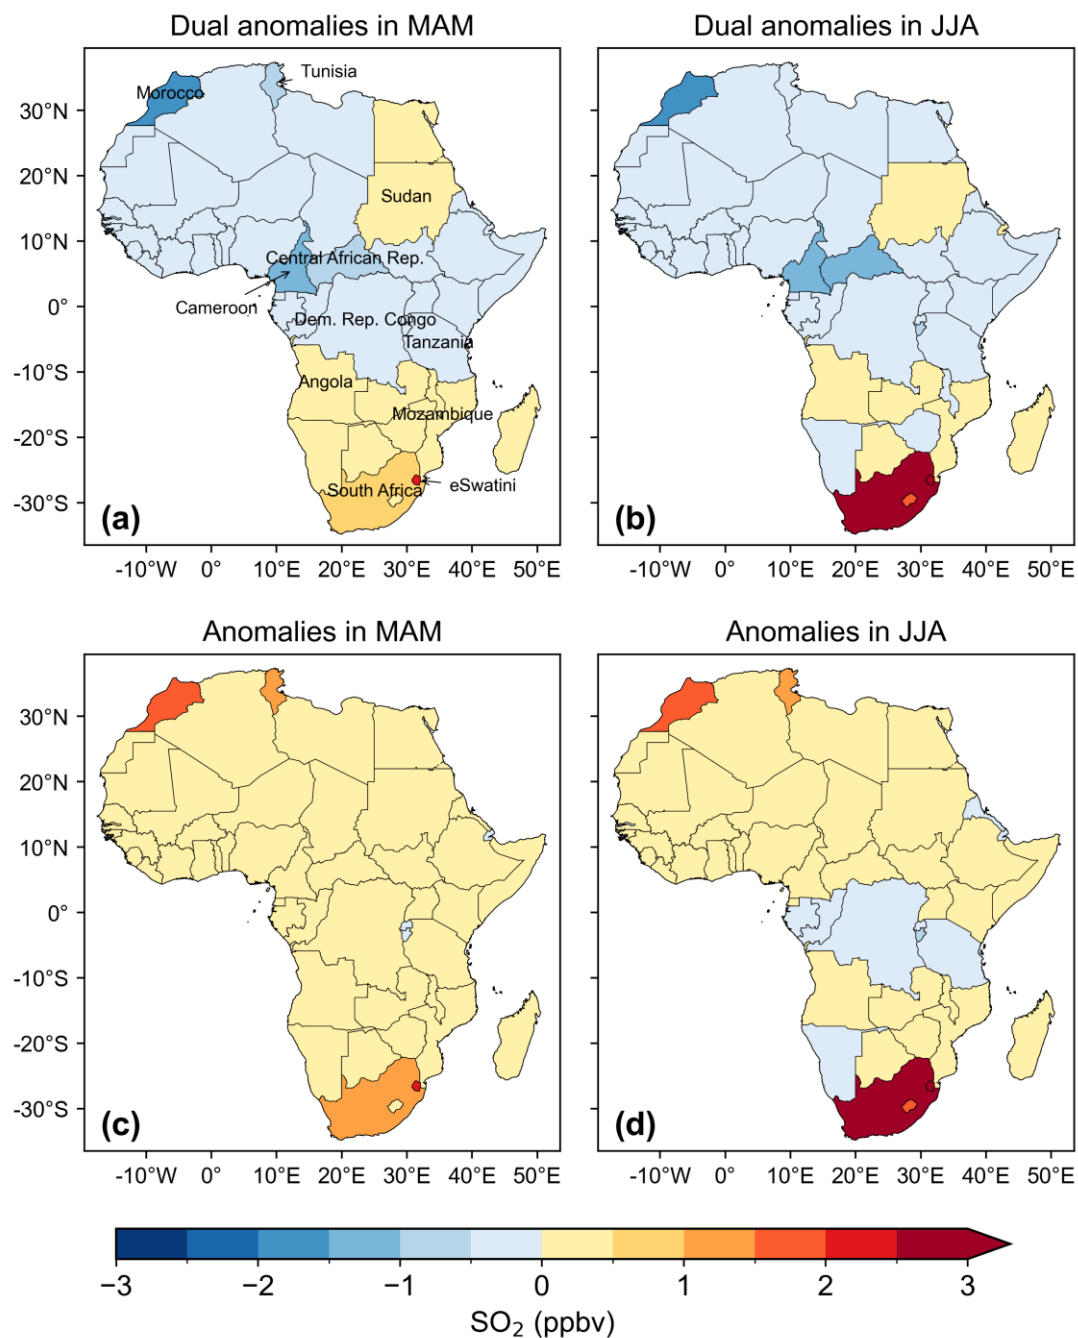 Dual anomalies in MAM
Dual anomalies in JJA
30°N
20°N
10°N
0°
-10°S
-20°S
-30°S
Tunisia
Morocco
Sudan
Central African Rep.
Cameroon
Dem. Rep. Congo
Tanzania
Angola
Mozambique
South Africa
eSwatini
(a)
(b)
-10°W 0° 10°E 20°E 30°E 40°E 50°E
-10°W 0° 10°E 20°E 30°E 40°E 50°E
Anomalies in MAM
Anomalies in JJA
30°N
20°N
10°N
0°
-10°S
-20°S
-30°S
(c)
(d)
-10°W 0° 10°E 20°E 30°E 40°E 50°E
-10°W 0° 10°E 20°E 30°E 40°E 50°E
−3 −2 −1 0 1 2 3
SO₂ (ppbv)